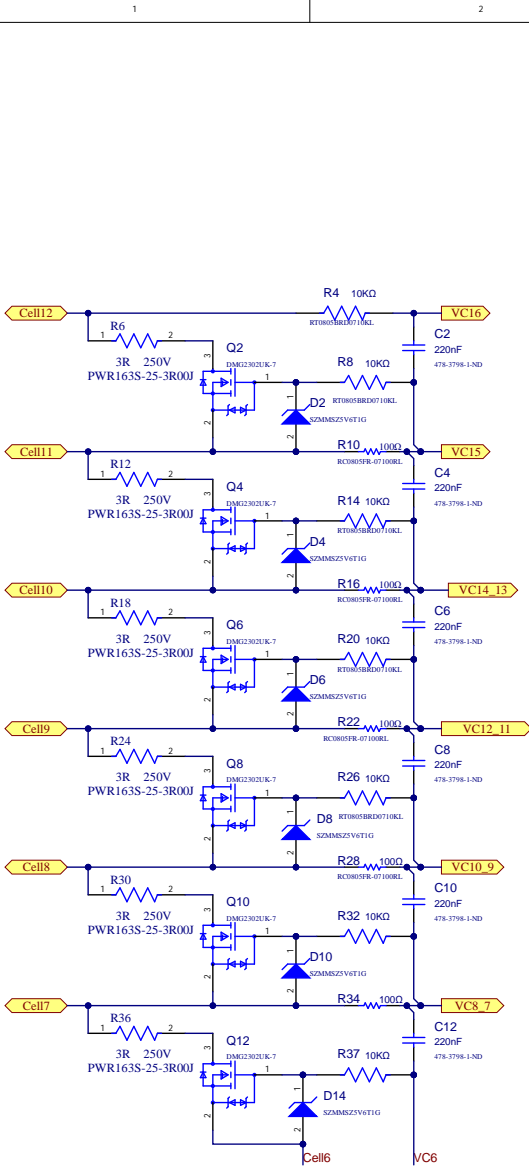 1 2
Cell12 R4 10KΩ RT0805BRD0710KL VC16
R6 1 2 3R 250V PWR163S-25-3R00J
Q2 DMG2302UK-7 3 1 2
R8 10KΩ RT0805BRD0710KL
C2 220nF 478-3798-1-ND
D2 SZMMSZ5V6T1G 1 2
Cell11 R10 100Ω RC0805FR-07100RL VC15
R12 1 2 3R 250V PWR163S-25-3R00J
Q4 DMG2302UK-7 3 1 2
R14 10KΩ RT0805BRD0710KL
C4 220nF 478-3798-1-ND
D4 SZMMSZ5V6T1G 1 2
Cell10 R16 100Ω RC0805FR-07100RL VC14_13
R18 1 2 3R 250V PWR163S-25-3R00J
Q6 DMG2302UK-7 3 1 2
R20 10KΩ RT0805BRD0710KL
C6 220nF 478-3798-1-ND
D6 SZMMSZ5V6T1G 1 2
Cell9 R22 100Ω RC0805FR-07100RL VC12_11
R24 1 2 3R 250V PWR163S-25-3R00J
Q8 DMG2302UK-7 3 1 2
R26 10KΩ RT0805BRD0710KL
C8 220nF 478-3798-1-ND
D8 SZMMSZ5V6T1G 1 2
Cell8 R28 100Ω RC0805FR-07100RL VC10_9
R30 1 2 3R 250V PWR163S-25-3R00J
Q10 DMG2302UK-7 3 1 2
R32 10KΩ
C10 220nF 478-3798-1-ND
D10 SZMMSZ5V6T1G 1 2
Cell7 R34 100Ω VC8_7
R36 1 2 3R 250V PWR163S-25-3R00J
Q12 DMG2302UK-7 3 1 2
R37 10KΩ
C12 220nF 478-3798-1-ND
D14 SZMMSZ5V6T1G 1 2
Cell6 VC6